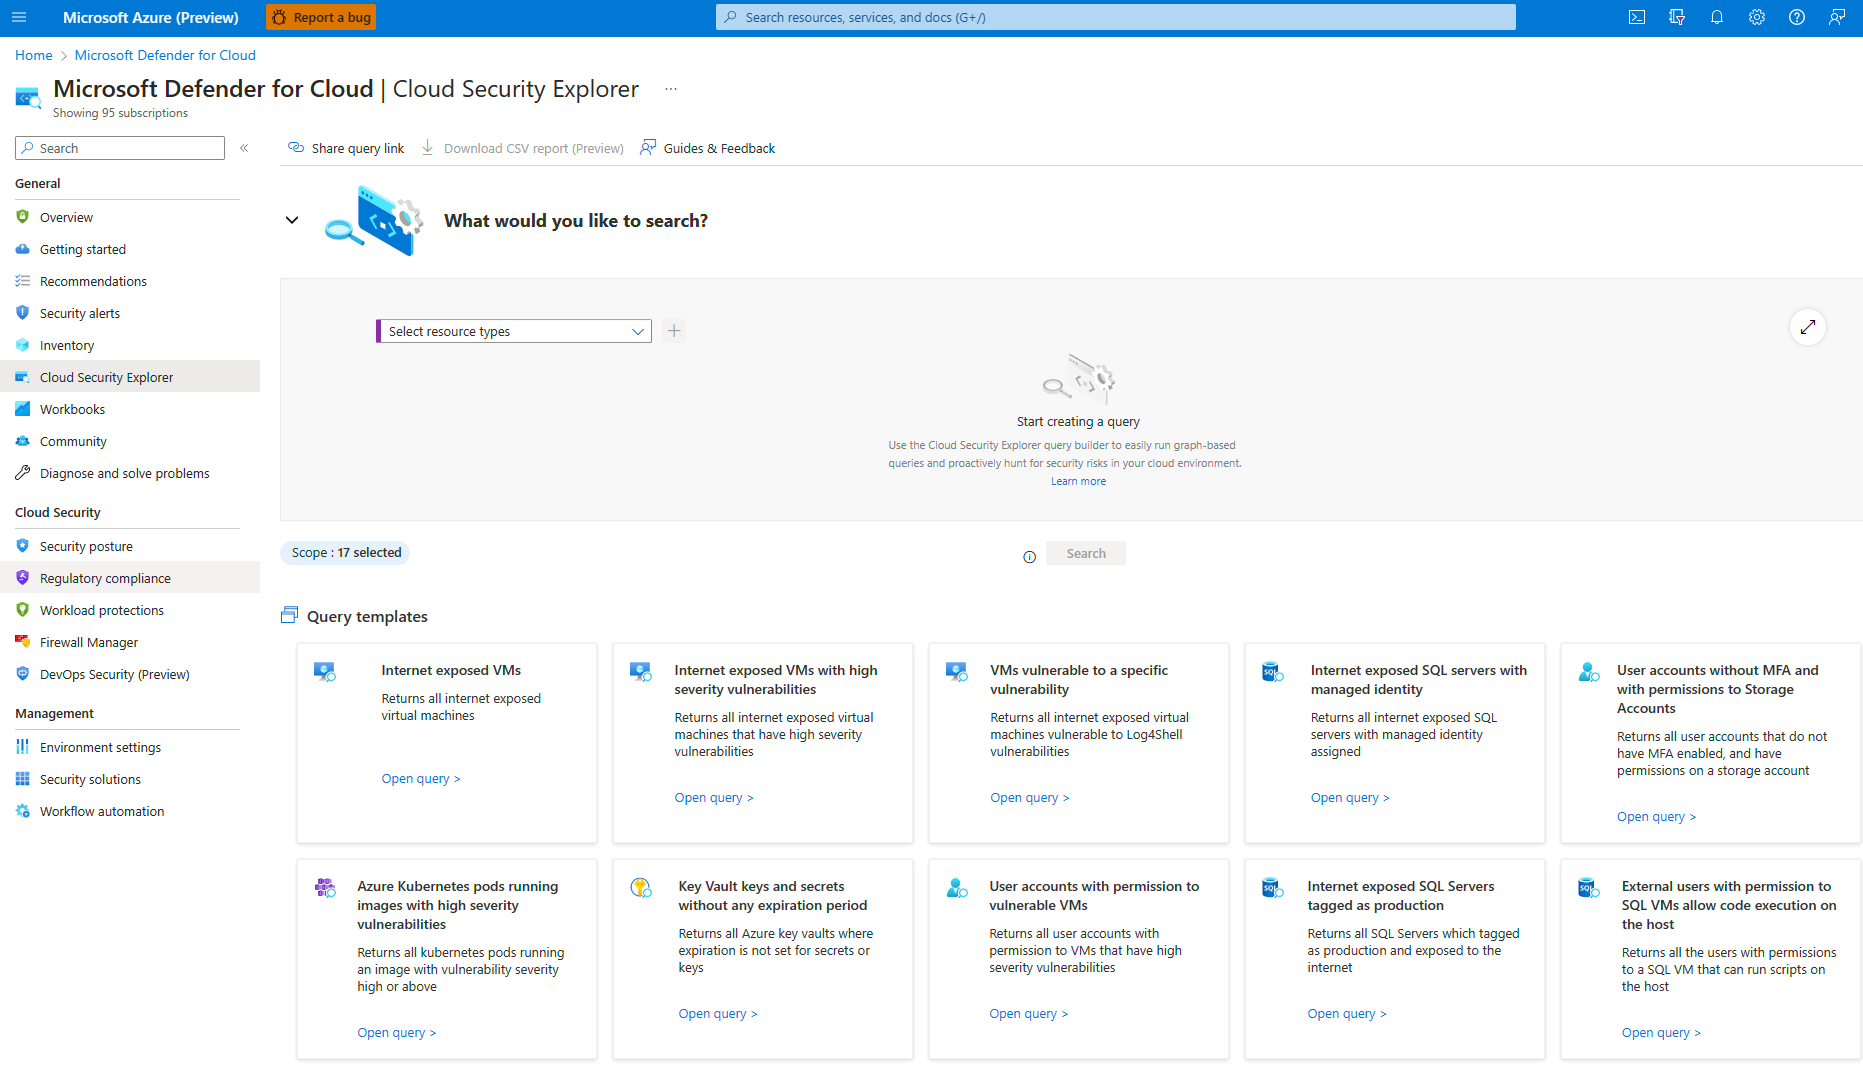 Microsoft Azure (Preview)
Report a bug
Search resources, services, and docs (G+/)
Home > Microsoft Defender for Cloud
Microsoft Defender for Cloud | Cloud Security Explorer ...
Showing 95 subscriptions
Search
«
Share query link
Download CSV report (Preview)
Guides & Feedback
General
Overview
Getting started
Recommendations
Security alerts
Inventory
Cloud Security Explorer
Workbooks
Community
Diagnose and solve problems
Cloud Security
Security posture
Regulatory compliance
Workload protections
Firewall Manager
DevOps Security (Preview)
Management
Environment settings
Security solutions
Workflow automation
What would you like to search?
Select resource types
Start creating a query
Use the Cloud Security Explorer query builder to easily run graph-based
queries and proactively hunt for security risks in your cloud environment.
Learn more
Scope : 17 selected
Search
Query templates
Internet exposed VMs
Returns all internet exposed
virtual machines
Open query >
Internet exposed VMs with high
severity vulnerabilities
Returns all internet exposed virtual
machines that have high severity
vulnerabilities
Open query >
VMs vulnerable to a specific
vulnerability
Returns all internet exposed virtual
machines vulnerable to Log4Shell
vulnerabilities
Open query >
SQL
Internet exposed SQL servers with
managed identity
Returns all internet exposed SQL
servers with managed identity
assigned
Open query >
User accounts without MFA and
with permissions to Storage
Accounts
Returns all user accounts that do not
have MFA enabled, and have
permissions on a storage account
Open query >
Azure Kubernetes pods running
images with high severity
vulnerabilities
Returns all kubernetes pods running
an image with vulnerability severity
high or above
Open query >
Key Vault keys and secrets
without any expiration period
Returns all Azure key vaults where
expiration is not set for secrets or
keys
Open query >
User accounts with permission to
vulnerable VMs
Returns all user accounts with
permission to VMs that have high
severity vulnerabilities
Open query >
SQL
Internet exposed SQL Servers
tagged as production
Returns all SQL Servers which tagged
as production and exposed to the
internet
Open query >
SQL
External users with permission to
SQL VMs allow code execution on
the host
Returns all the users with permissions
to a SQL VM that can run scripts on
the host
Open query >